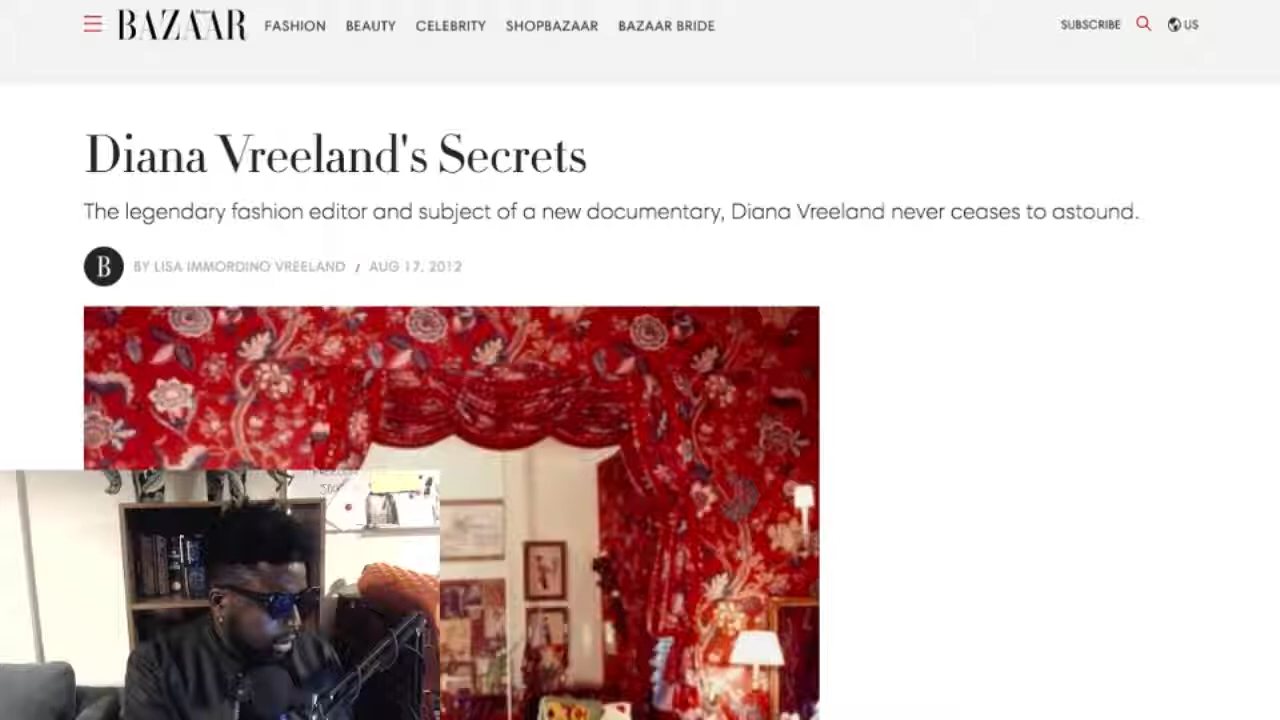 BAZAAR FASHION BEAUTY CELEBRITY SHOPBAZAAR BAZAAR BRIDE SUBSCRIBE US
Diana Vreeland's Secrets
The legendary fashion editor and subject of a new documentary, Diana Vreeland never ceases to astound.
B BY LISA IMMORDINO VREELAND / AUG 17, 2012